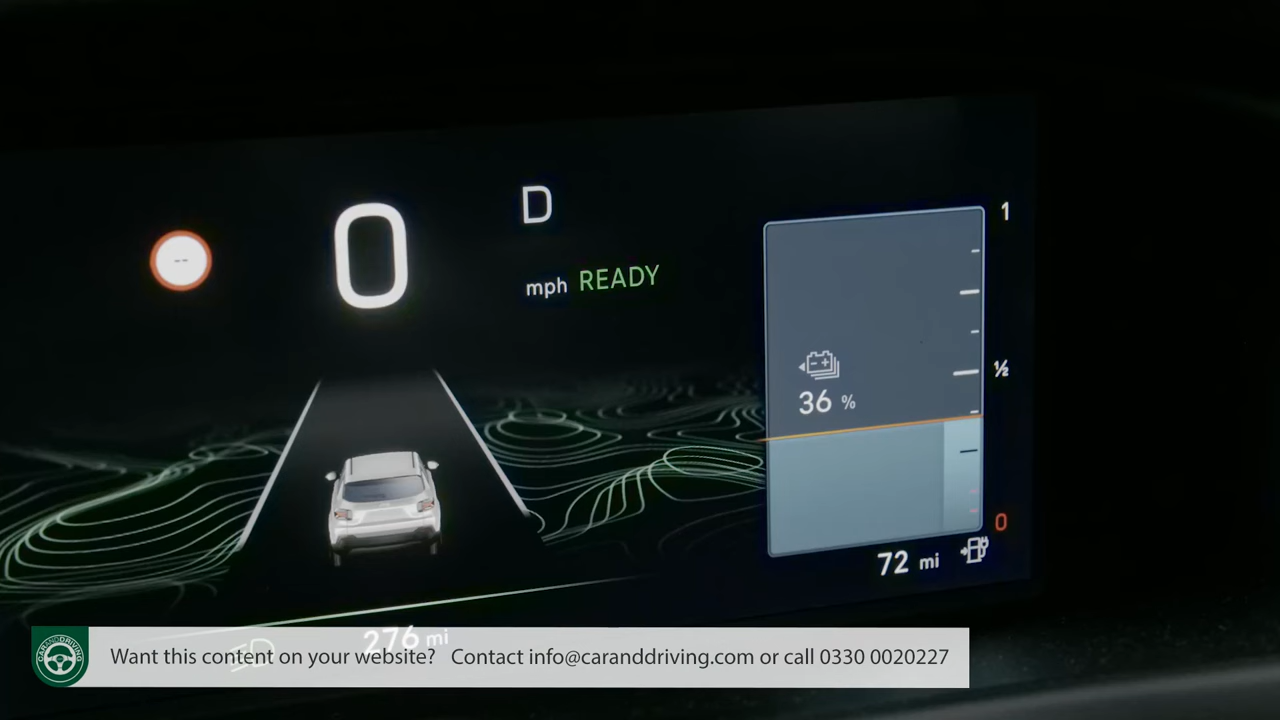 0
D
mph READY
--
1
½
36 %
0
72 mi
276 mi
CARANDDRIVING
Want this content on your website? Contact info@caranddriving.com or call 0330 0020227